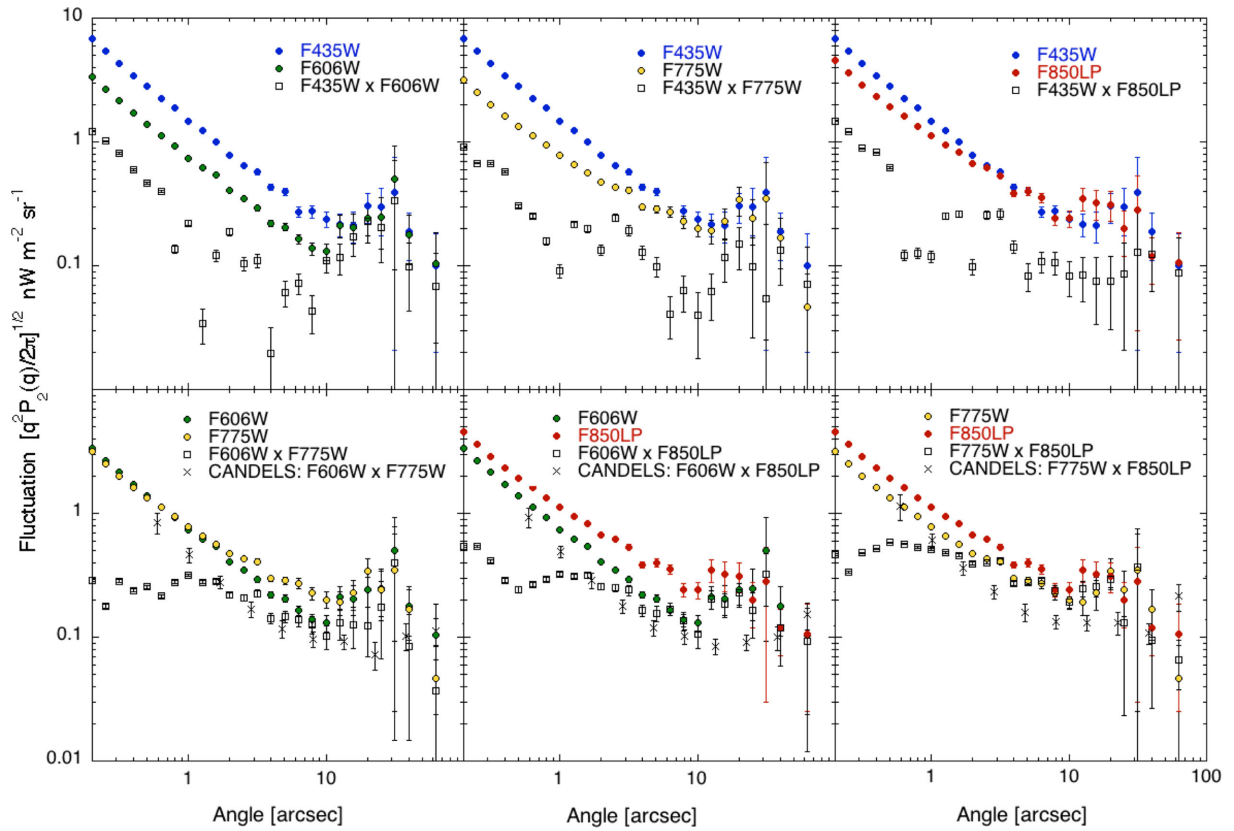 10
1
0.1
F435W
F606W
F435W x F606W
F435W
F775W
F435W x F775W
F435W
F850LP
F435W x F850LP
Fluctuation [q²P₂(q)/2π]^1/2 nW m⁻² sr⁻¹
1
0.1
0.01
F606W
F775W
F606W x F775W
CANDELS: F606W x F775W
F606W
F850LP
F606W x F850LP
CANDELS: F606W x F850LP
F775W
F850LP
F775W x F850LP
CANDELS: F775W x F850LP
1 10 1 10 1 10 100
Angle [arcsec] Angle [arcsec] Angle [arcsec]